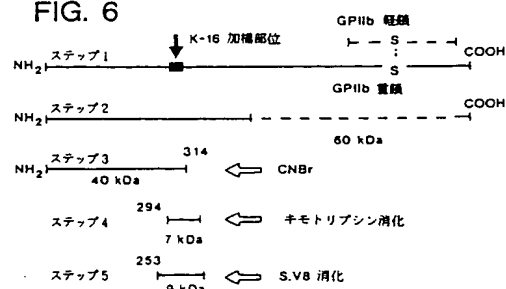 FIG. 6
K-16 加橋部位
GPIIb 軽鎖
S
NH2 ステップ1 COOH
S
GPIIb 重鎖
NH2 ステップ2 COOH
60 kDa
NH2 ステップ3 314 CNBr
40 kDa
ステップ4 294 キモトリプシン消化
7 kDa
ステップ5 253 S.V8 消化
9 kDa